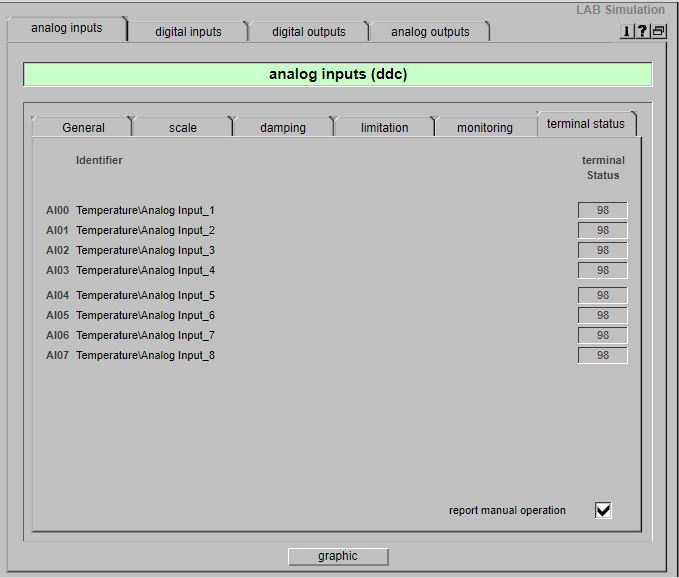 LAB Simulation
analog inputs digital inputs digital outputs analog outputs i ?
analog inputs (ddc)
General scale damping limitation monitoring terminal status
Identifier terminal
Status
AI00 Temperature\Analog Input_1 98
AI01 Temperature\Analog Input_2 98
AI02 Temperature\Analog Input_3 98
AI03 Temperature\Analog Input_4 98
AI04 Temperature\Analog Input_5 98
AI05 Temperature\Analog Input_6 98
AI06 Temperature\Analog Input_7 98
AI07 Temperature\Analog Input_8 98
report manual operation
graphic